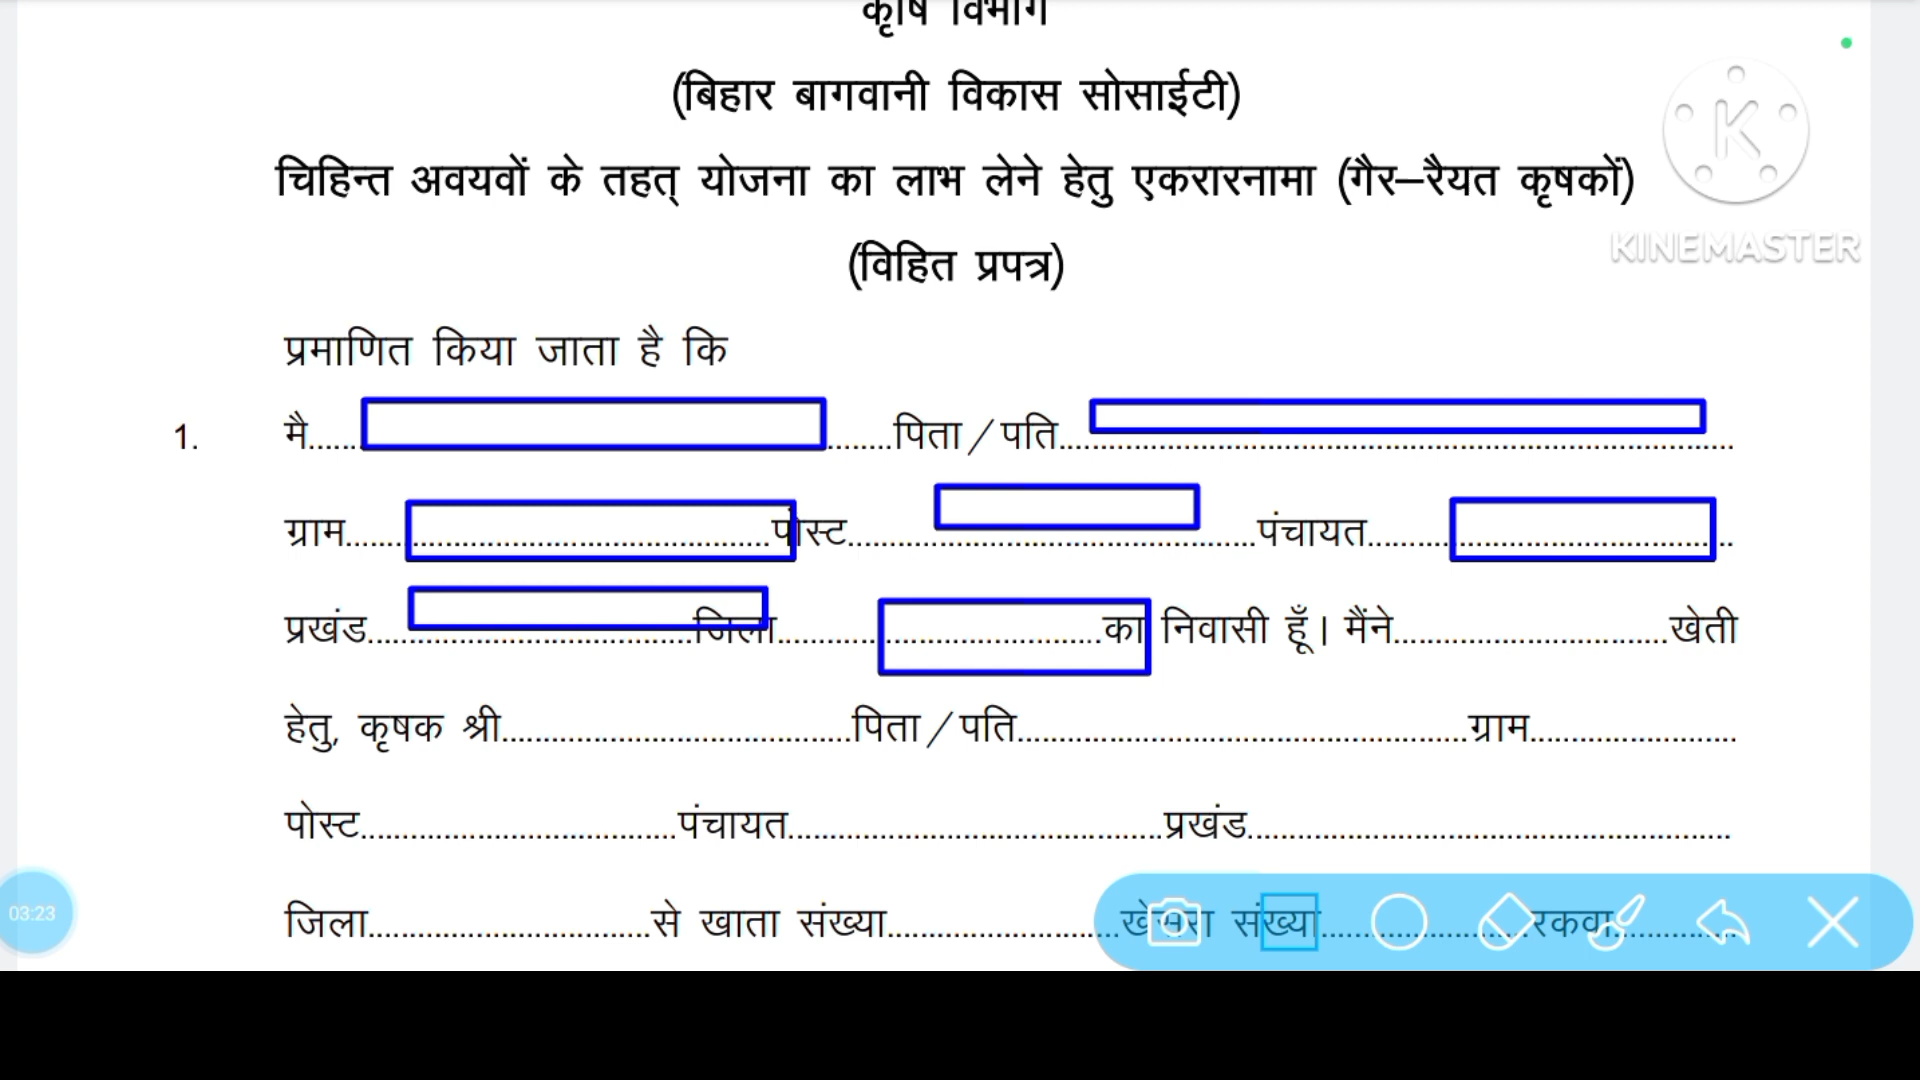 कृषि विभाग
(बिहार बागवानी विकास सोसाईटी)
चिहिन्त अवयवों के तहत् योजना का लाभ लेने हेतु एकरारनामा (गैर–रैयत कृषकों)
KINEMASTER
(विहित प्रपत्र)
प्रमाणित किया जाता है कि
1. मै..............................पिता/पति..............................
ग्राम..............................पोस्ट..............................पंचायत..............................
प्रखंड..............................जिला..............................का निवासी हूँ। मैंने..............................खेती
हेतु, कृषक श्री..............................पिता/पति..............................ग्राम..............................
पोस्ट..............................पंचायत..............................प्रखंड..............................
जिला..............................से खाता संख्या..............................खेसरा संख्या..............................रकवा..............................
03:23